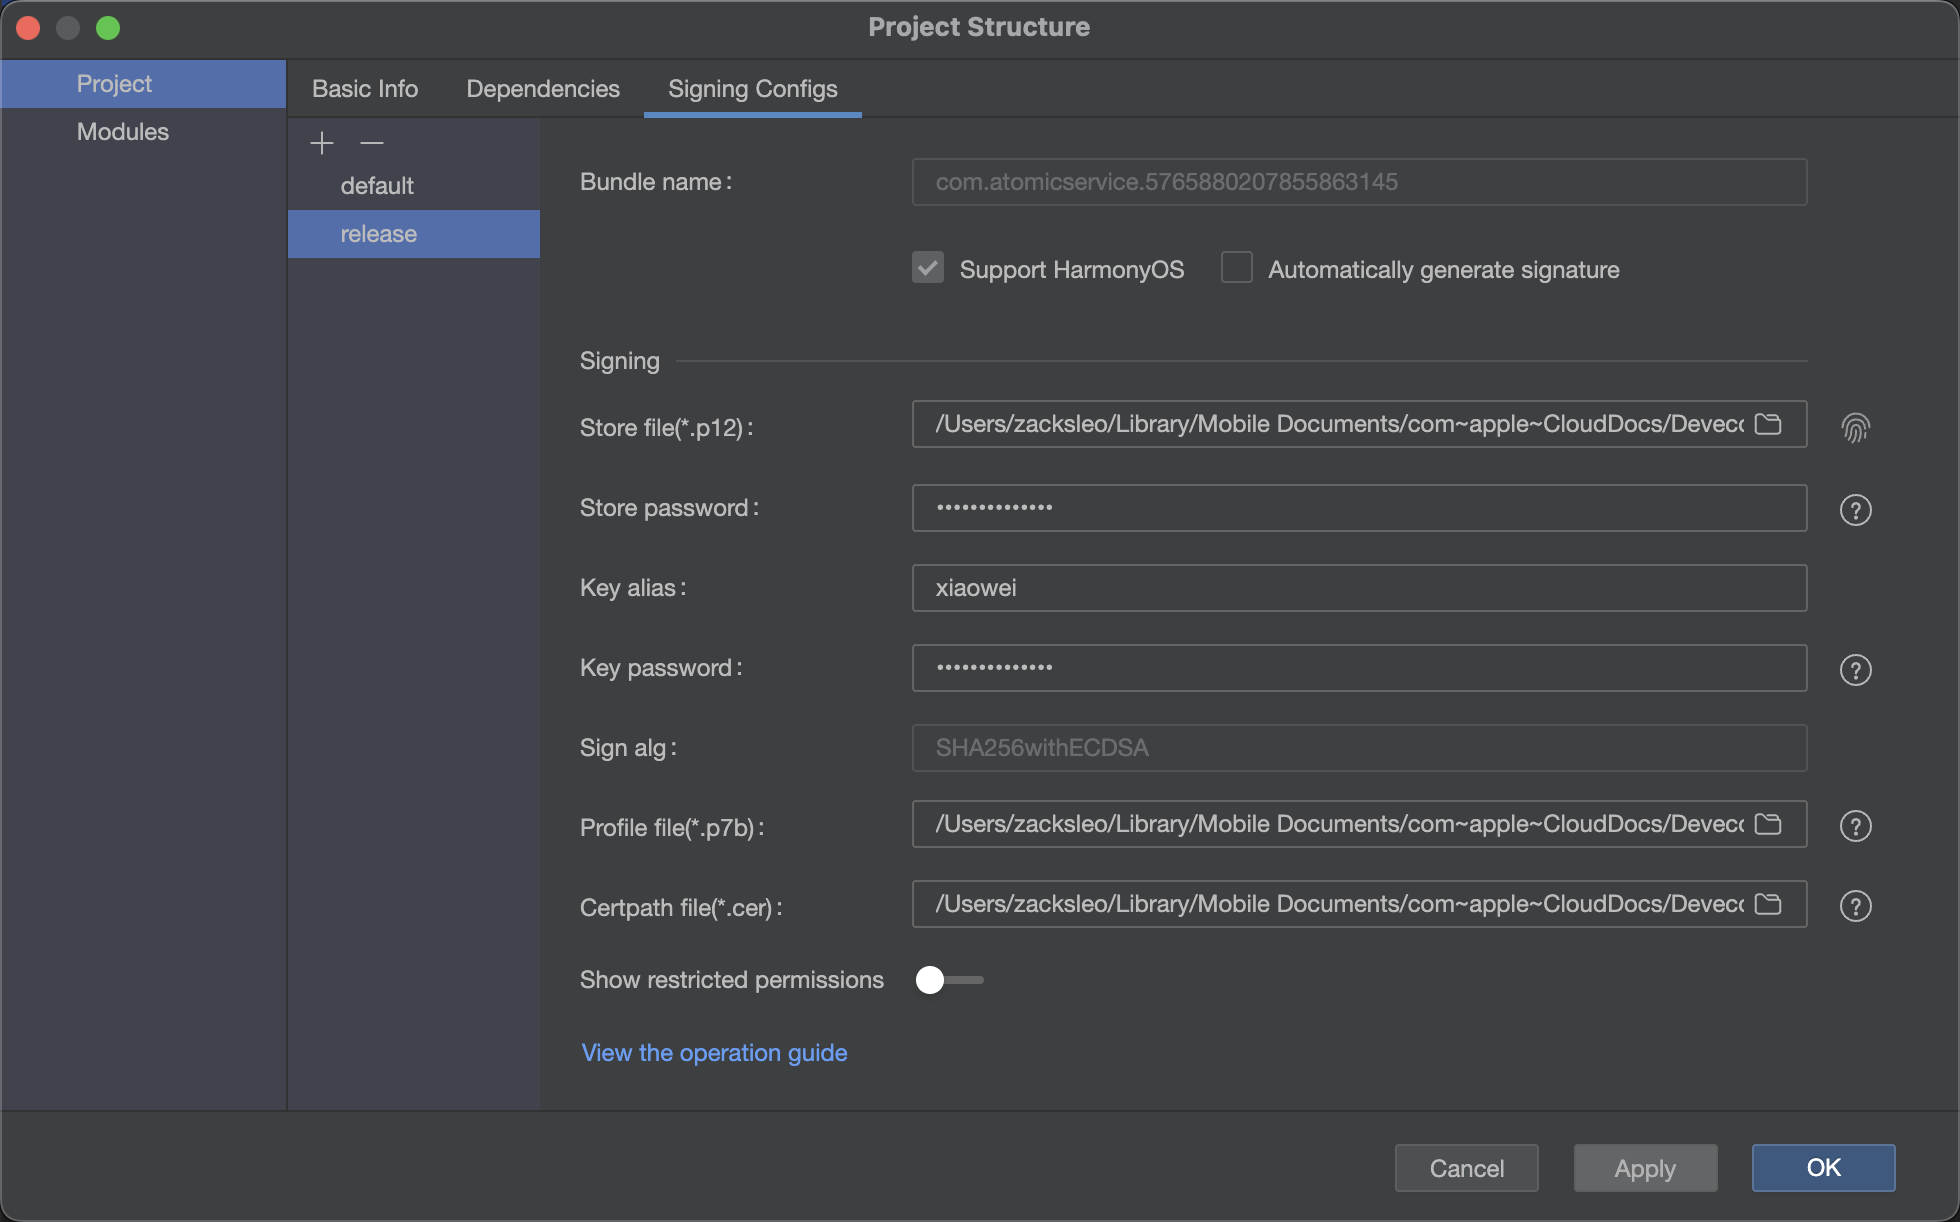 Project Structure
Project
Modules
Basic Info
Dependencies
Signing Configs
default
release
Bundle name:
com.atomicservice.5765880207855863145
Support HarmonyOS
Automatically generate signature
Signing
Store file(*.p12):
/Users/zacksleo/Library/Mobile Documents/com~apple~CloudDocs/Devecc
Store password:
••••••••••••••
Key alias:
xiaowei
Key password:
••••••••••••••
Sign alg:
SHA256withECDSA
Profile file(*.p7b):
/Users/zacksleo/Library/Mobile Documents/com~apple~CloudDocs/Devecc
Certpath file(*.cer):
/Users/zacksleo/Library/Mobile Documents/com~apple~CloudDocs/Devecc
Show restricted permissions
View the operation guide
Cancel
Apply
OK